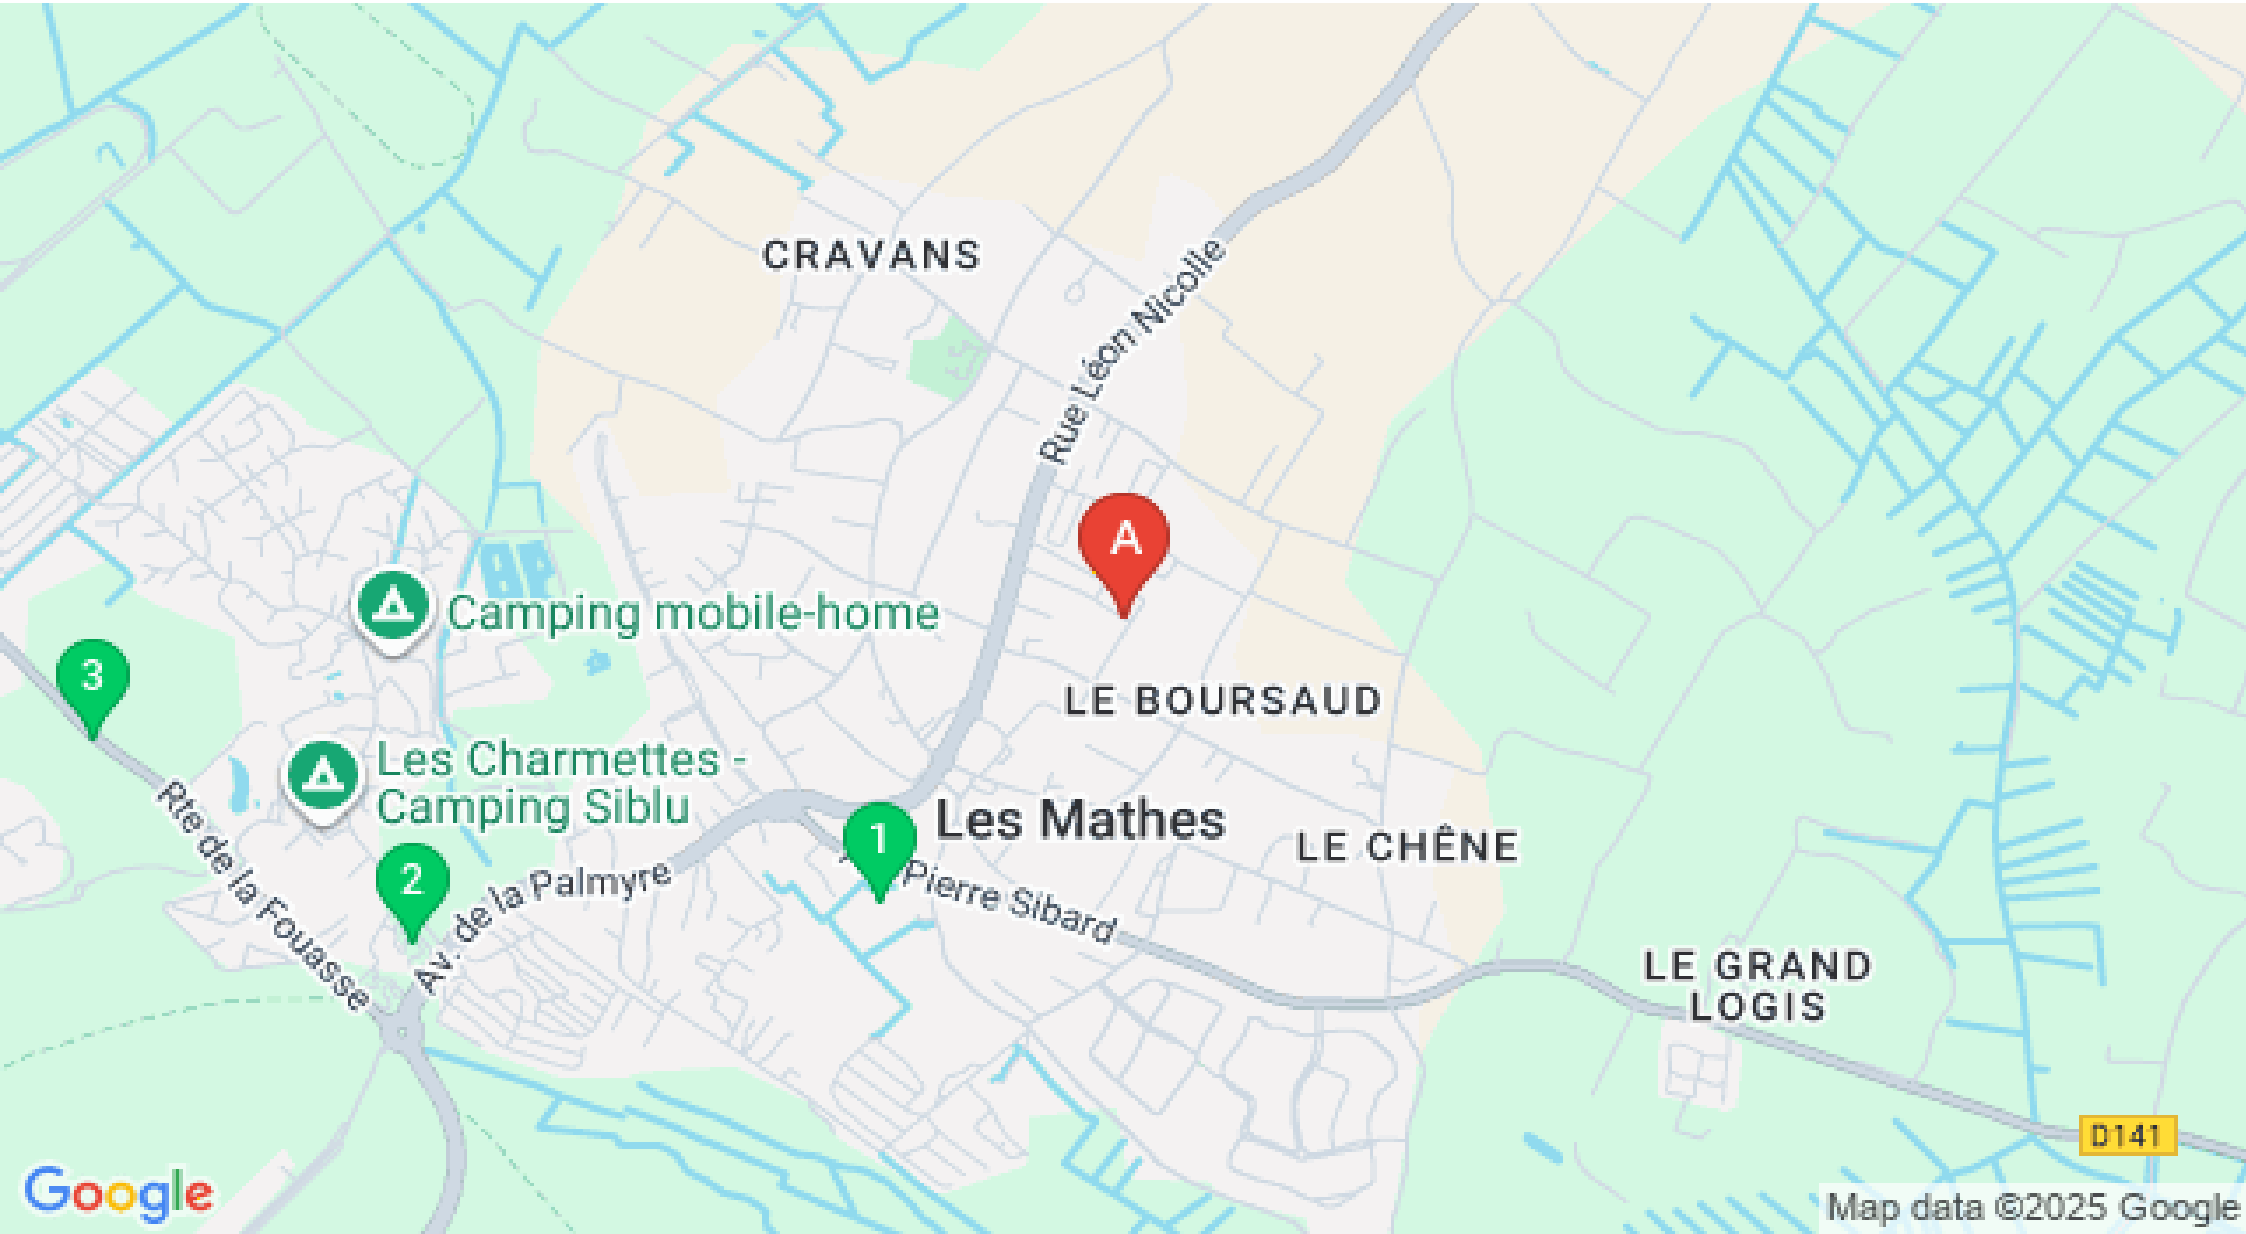 CRAVANS
Rue Léon Nicolle
A
Camping mobile-home
3
LE BOURSAUD
Les Charmettes -
Camping Siblu
Rte de la Fouasse
2
Av. de la Palmyre
1
Les Mathes
Pierre Sibard
LE CHÊNE
LE GRAND
LOGIS
D141
Google
Map data ©2025 Google